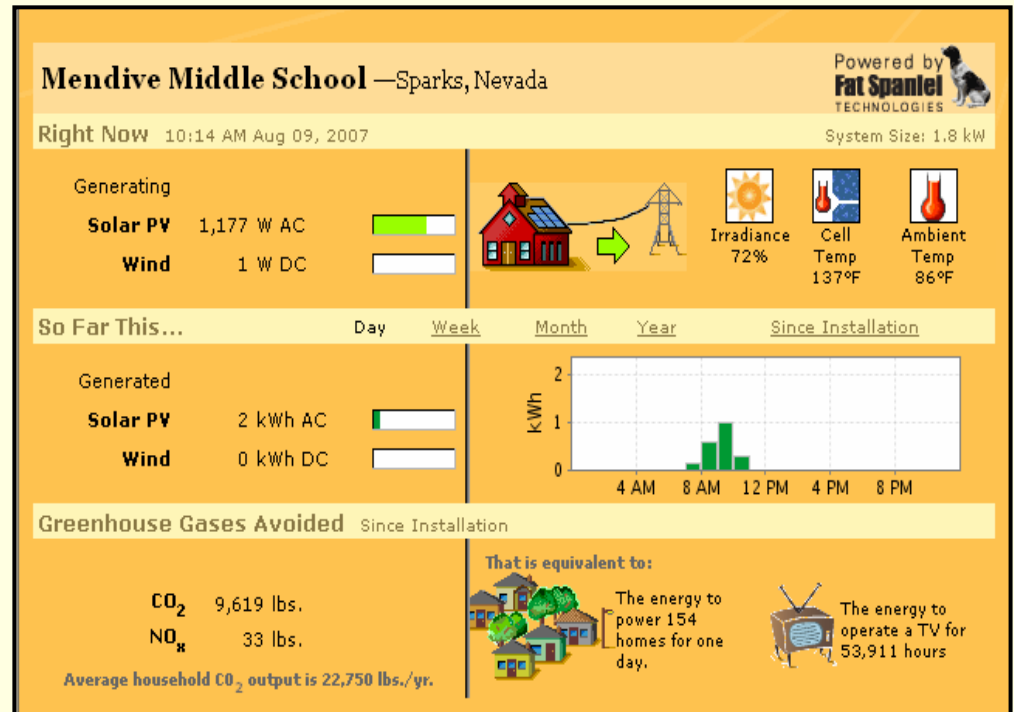 Mendive Middle School —Sparks, Nevada
Powered by
Fat Spaniel
TECHNOLOGIES
Right Now 10:14 AM Aug 09, 2007
System Size: 1.8 kW
Generating
Solar PV 1,177 W AC
Wind 1 W DC
Irradiance
72%
Cell
Temp
137°F
Ambient
Temp
86°F
So Far This... Day Week Month Year Since Installation
Generated
Solar PV 2 kWh AC
Wind 0 kWh DC
kWh
2
1
0
4 AM 8 AM 12 PM 4 PM 8 PM
Greenhouse Gases Avoided Since Installation
CO₂ 9,619 lbs.
NOₓ 33 lbs.
Average household CO₂ output is 22,750 lbs./yr.
That is equivalent to:
The energy to
power 154
homes for one
day.
The energy to
operate a TV for
53,911 hours